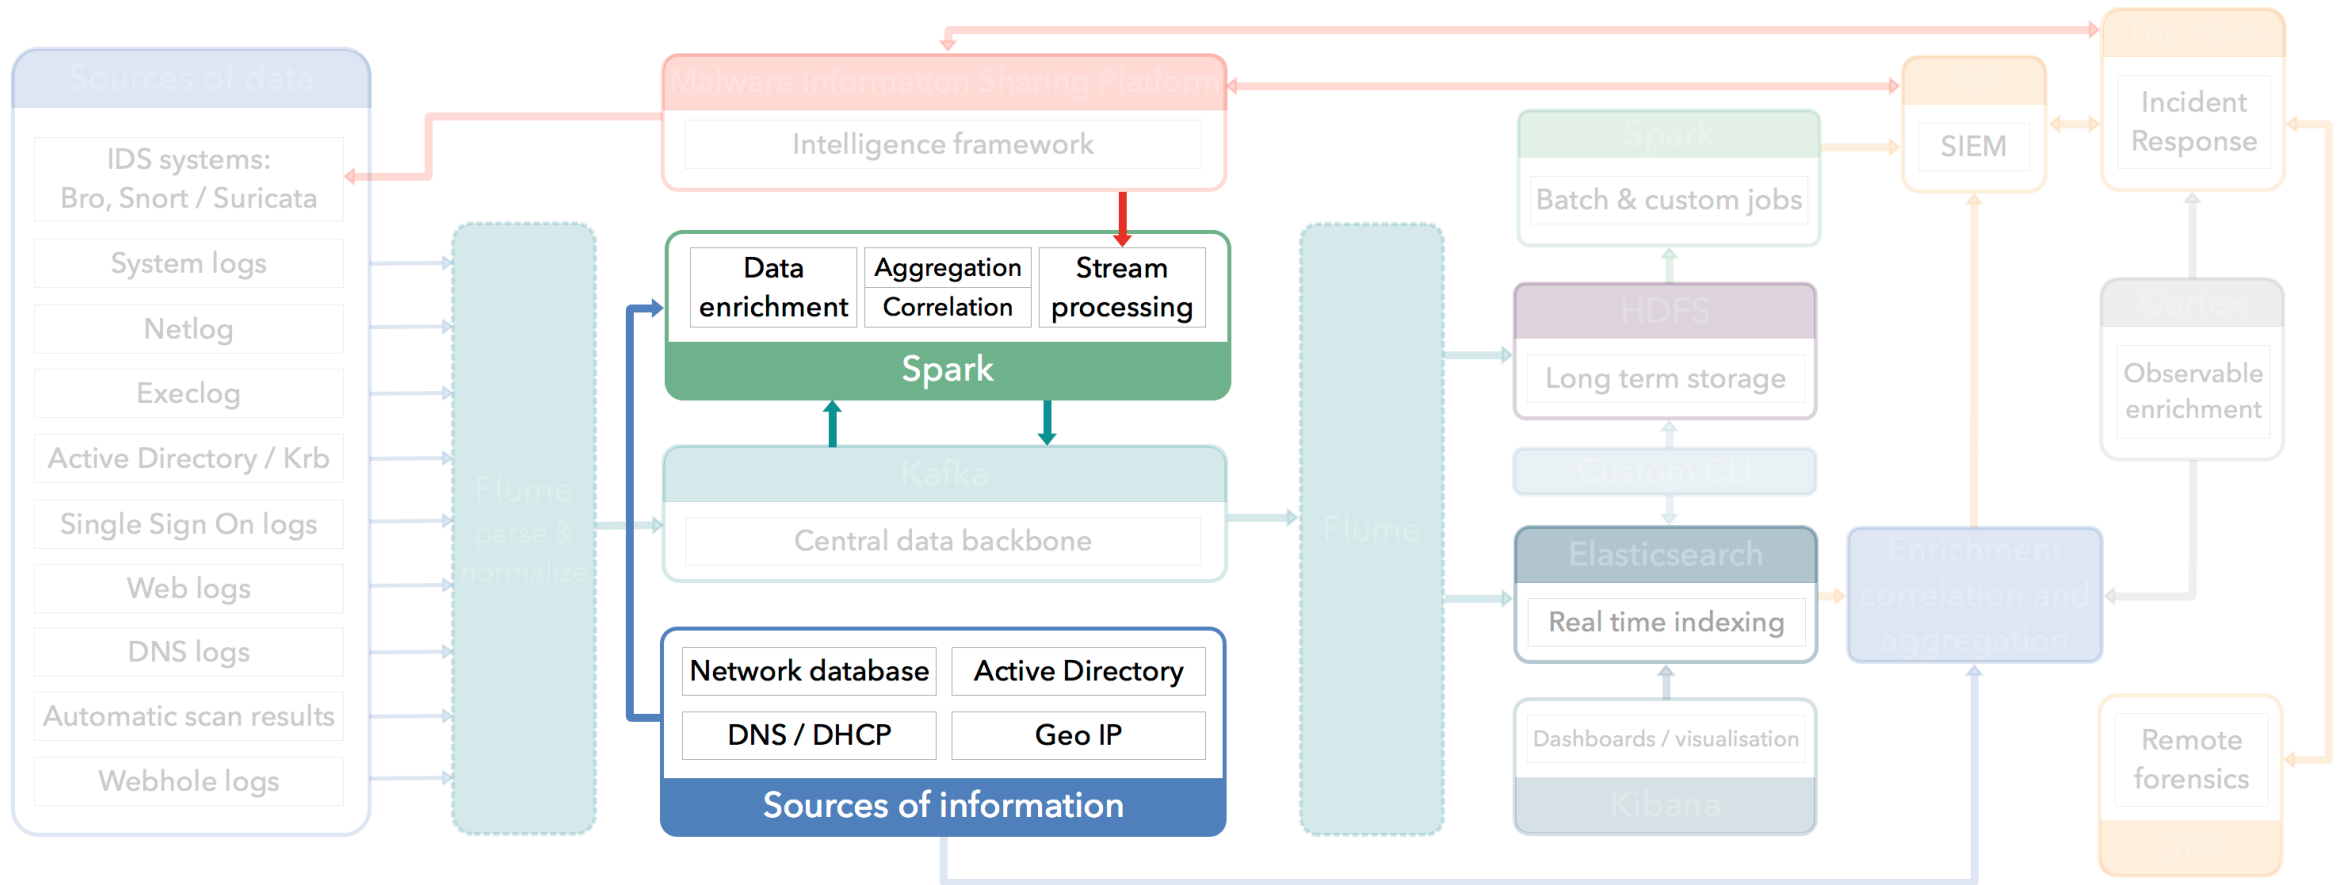 Sources of data
IDS systems:
Bro, Snort / Suricata
System logs
Netlog
Execlog
Active Directory / Krb
Single Sign On logs
Web logs
DNS logs
Automatic scan results
Webhole logs
Flume
parse &
normalize
Malware Information Sharing Platform
Intelligence framework
Data
enrichment
Aggregation
Correlation
Stream
processing
Spark
Kafka
Central data backbone
Network database
Active Directory
DNS / DHCP
Geo IP
Sources of information
Flume
Spark
Batch & custom jobs
HDFS
Long term storage
Custom CLI
Elasticsearch
Real time indexing
Dashboards / visualisation
Kibana
SIEM
Enrichment
correlation and
aggregation
The Hive
Incident
Response
Cortex
Observable
enrichment
Remote
forensics
GRR